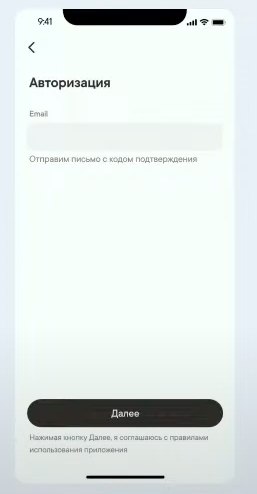 9:41
Авторизация
Email
Отправим письмо с кодом подтверждения
Далее
Нажимая кнопку Далее, я соглашаюсь с правилами
использования приложения